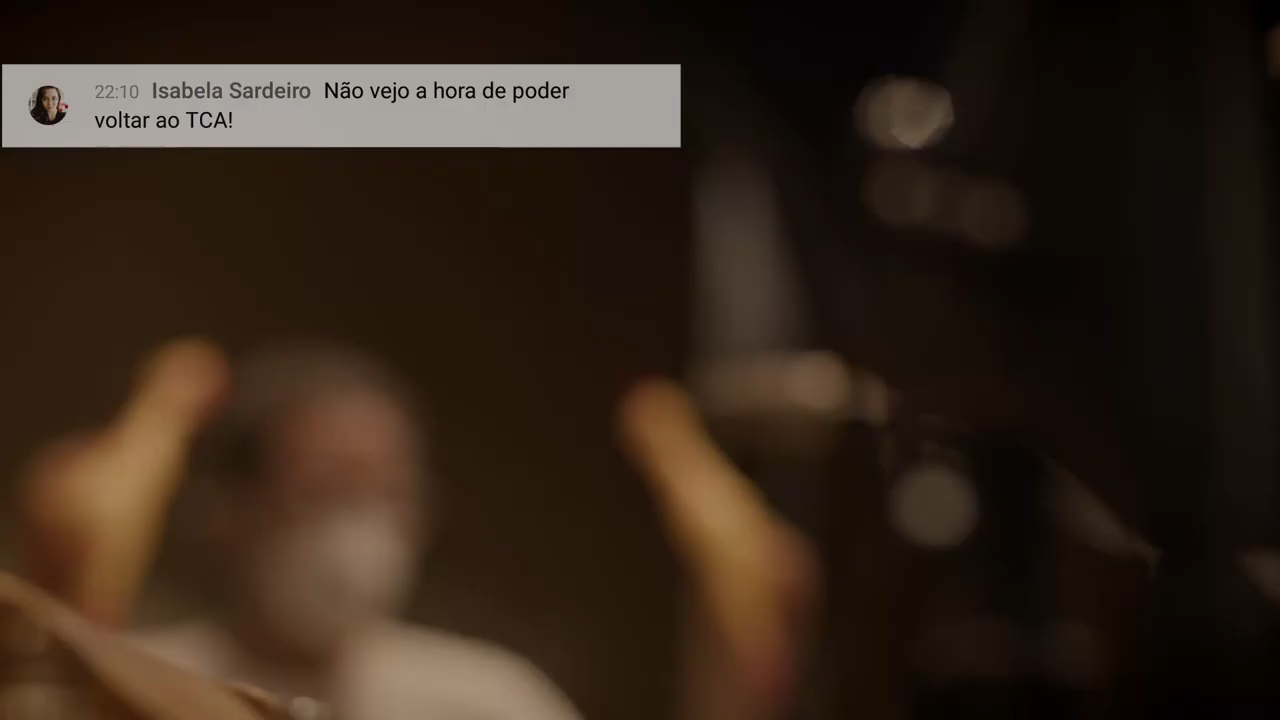 22:10 Isabela Sardeiro Não vejo a hora de poder
voltar ao TCA!